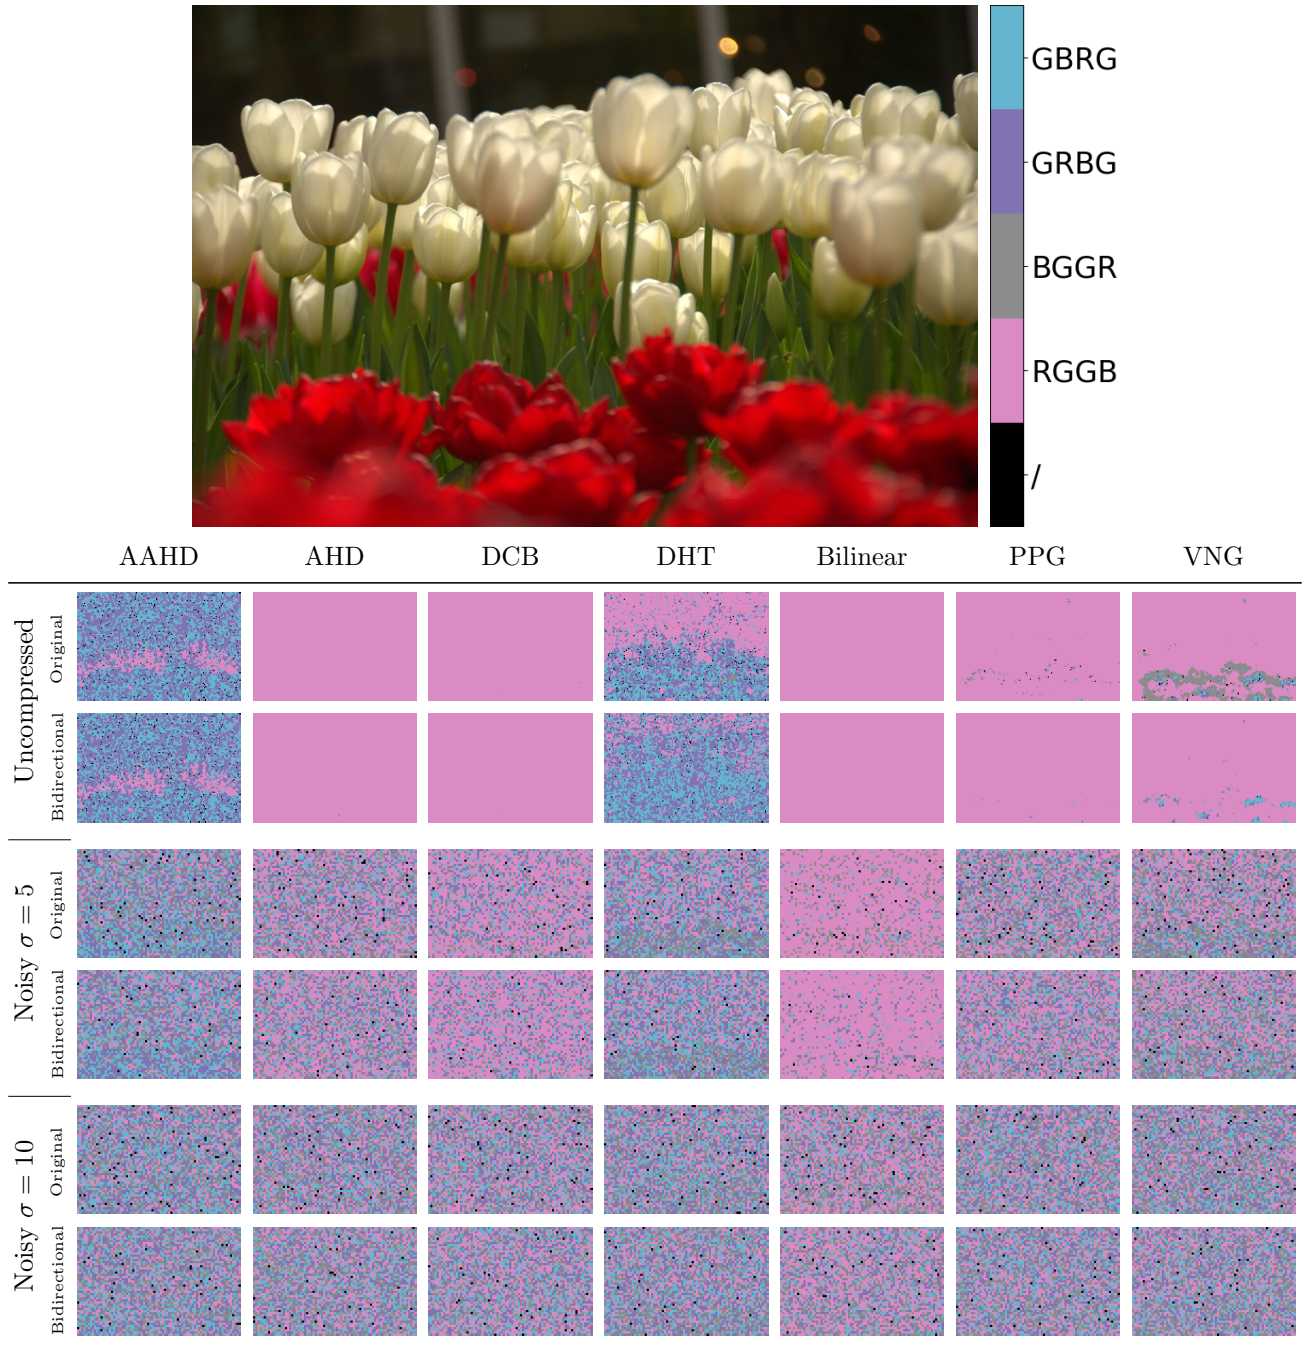 GBRG
GRBG
BGGR
RGGB
/
AAHD AHD DCB DHT Bilinear PPG VNG
Uncompressed
Original
Bidirectional
Noisy σ = 5
Original
Bidirectional
Noisy σ = 10
Original
Bidirectional